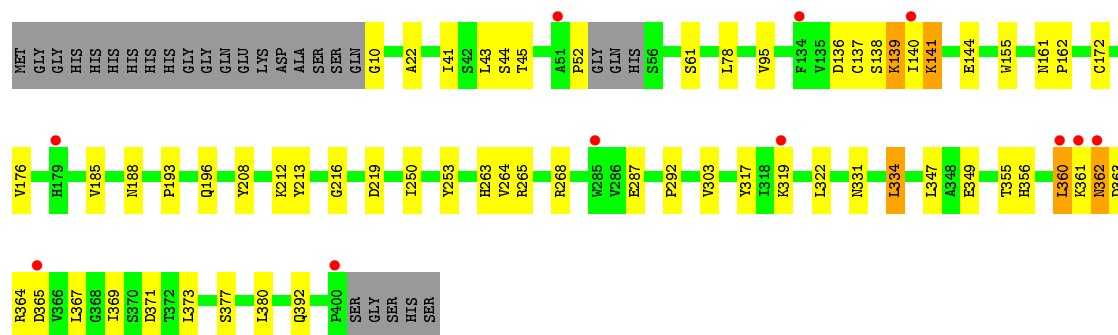 MET GLY GLY HIS HIS HIS HIS HIS HIS GLY GLY GLN GLU LYS ASP ALA SER SER GLN G10 A22 I41 S42 L43 S44 T45 A51 P52 GLY GLN HIS S56 S61 L78 V95 F134 V135 D136 C137 S138 K139 I140 K141 E144 W155 N161 P162 C172
V176 H179 V185 N188 P193 Q196 Y208 K212 Y213 G216 D219 I250 Y253 H263 V264 R265 R268 W285 V286 E287 P292 V303 Y317 I318 K319 L322 N331 L334 L347 A348 E349 T355 H356 L360 K361 N362 D363
R364 D365 V366 L367 G368 I369 S370 D371 T372 L373 S377 L380 Q392 P400 SER GLY SER HIS SER